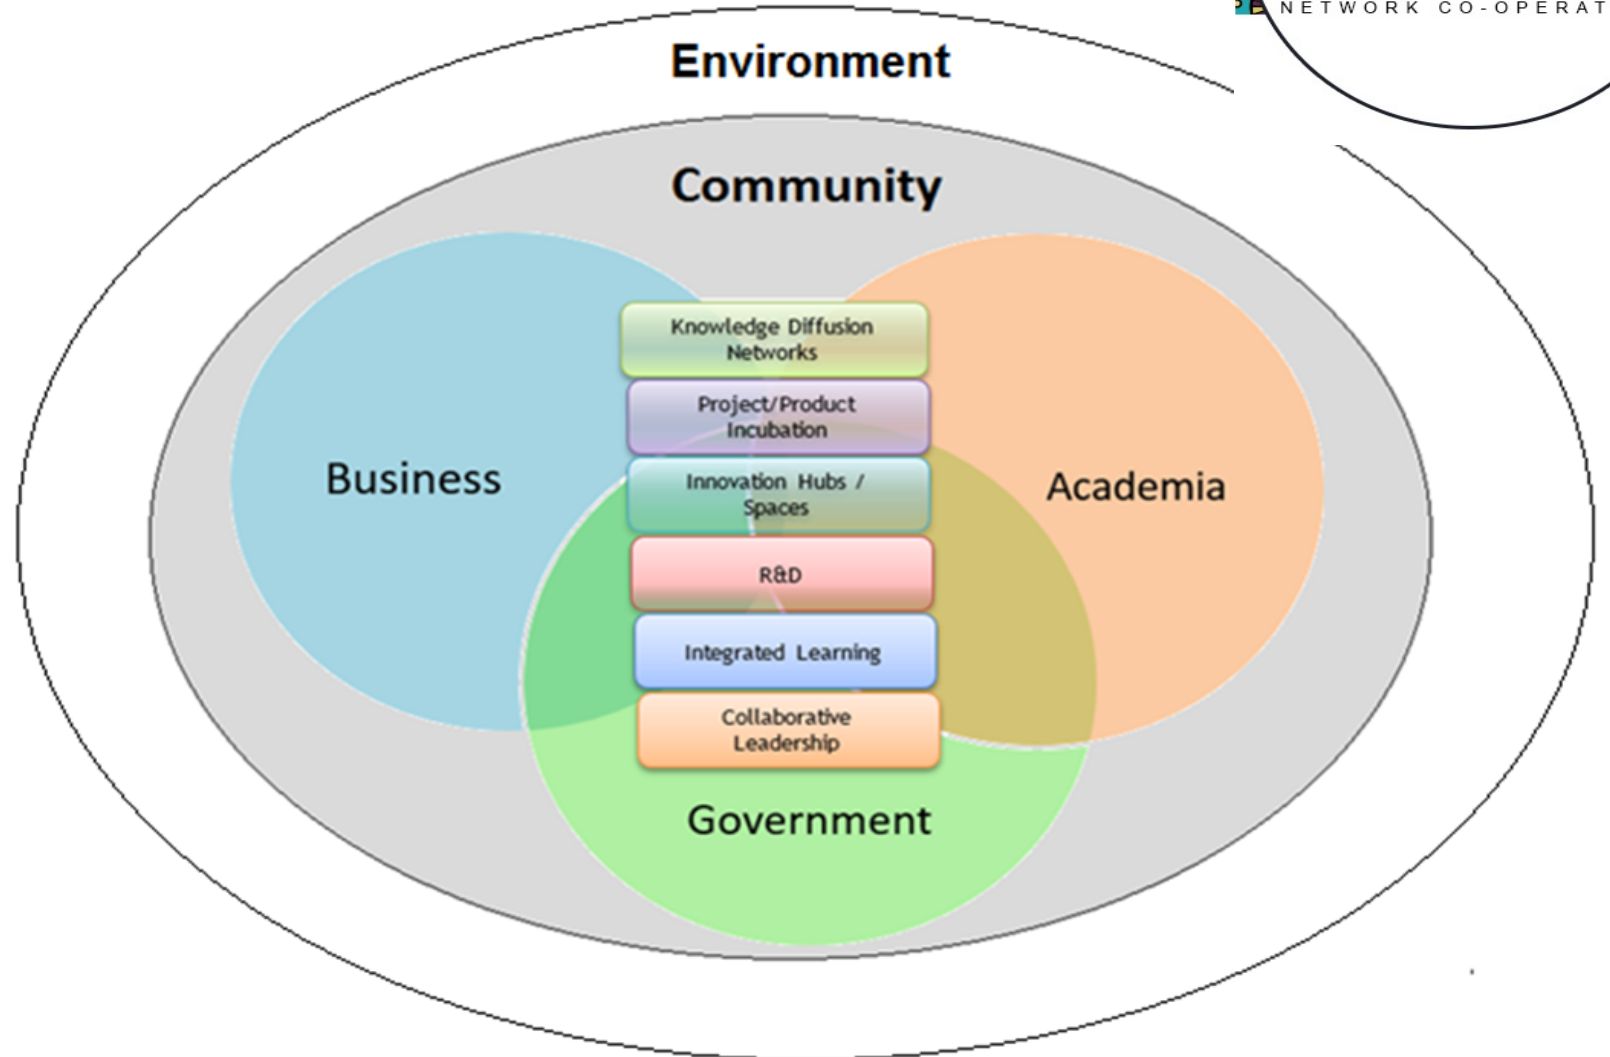 NETWORK CO-OPERAT
Environment
Community
Knowledge Diffusion
Networks
Project/Product
Incubation
Business
Innovation Hubs /
Spaces
Academia
R&D
Integrated Learning
Collaborative
Leadership
Government